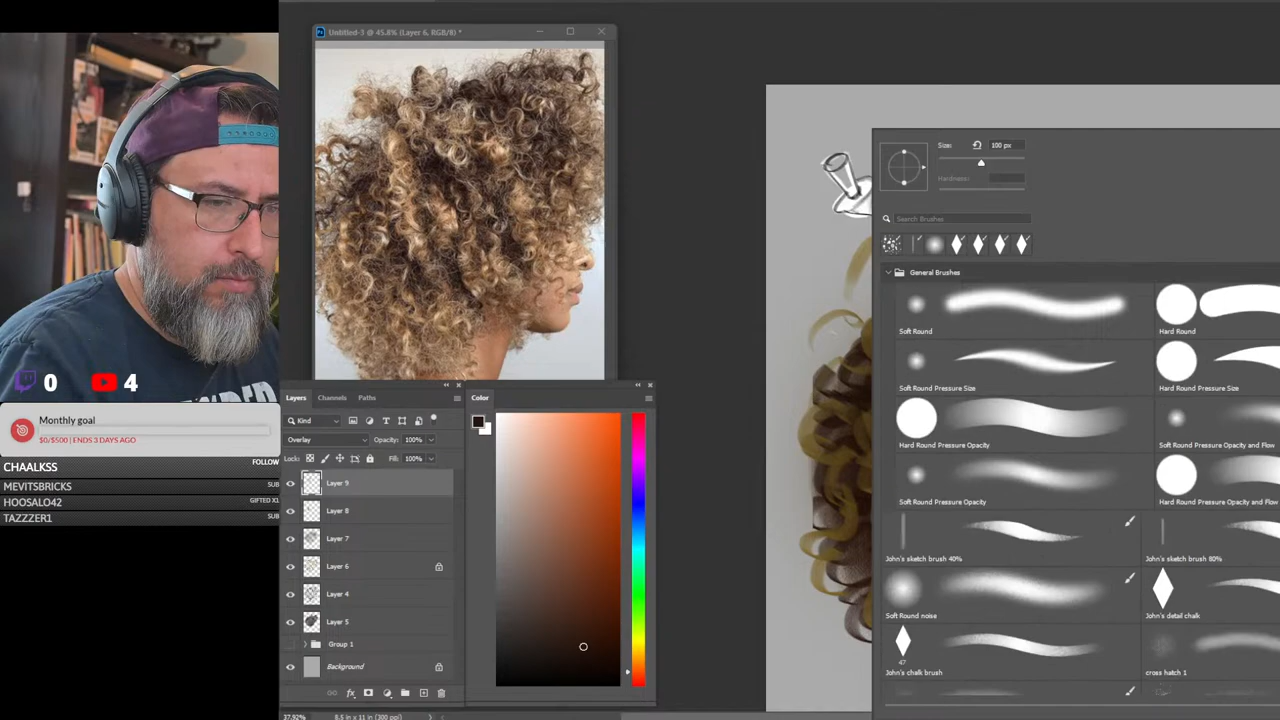 Untitled-3 @ 45.8% (Layer 6, RGB/8) *
Size:
100 px
Hardness:
Search Brushes
General Brushes
Soft Round
Hard Round
Soft Round Pressure Size
Hard Round Pressure Size
Hard Round Pressure Opacity
Soft Round Pressure Opacity and Flow
Soft Round Pressure Opacity
Hard Round Pressure Opacity and Flow
John's sketch brush 40%
John's sketch brush 80%
Soft Round noise
John's detail chalk
47
John's chalk brush
cross hatch 1
0
4
Monthly goal
$0/$500 | ENDS 3 DAYS AGO
CHAALKSS
FOLLOW
MEVITSBRICKS
SUB
HOOSALO42
GIFTED X1
TAZZZER1
SUB
Layers
Channels
Paths
Kind
Overlay
Opacity:
100%
Lock:
Fill:
100%
Layer 9
Layer 8
Layer 7
Layer 6
Layer 4
Layer 5
Group 1
Background
fx
Color
37.92%
8.5 in x 11 in (300 ppi)